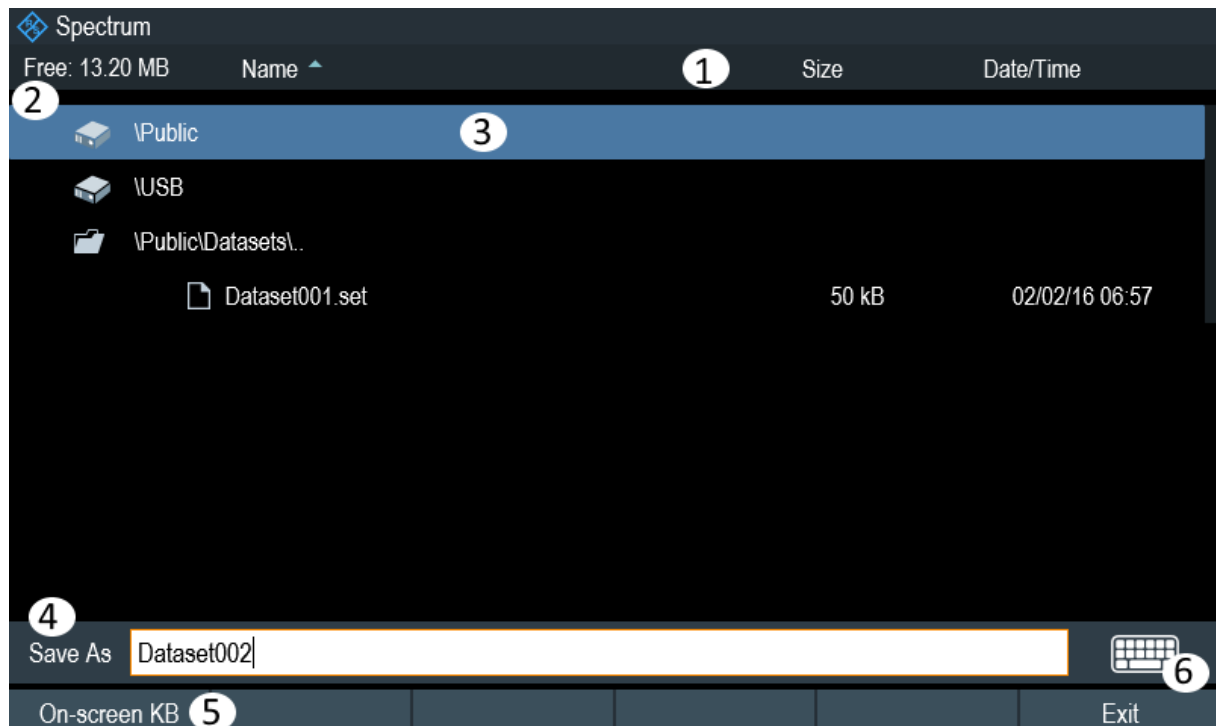 Spectrum
Free: 13.20 MB Name 1 Size Date/Time
2
\Public 3
\USB
\Public\Datasets\..
Dataset001.set 50 kB 02/02/16 06:57
4
Save As Dataset002
6
On-screen KB 5 Exit